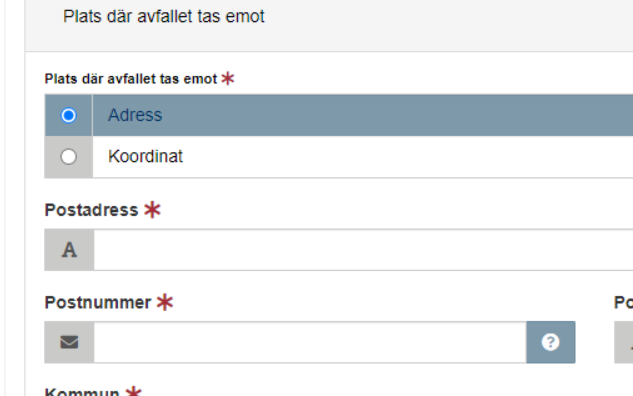 Plats där avfallet tas emot
Plats där avfallet tas emot *
Adress
Koordinat
Postadress *
A
Postnummer *
Kommun *